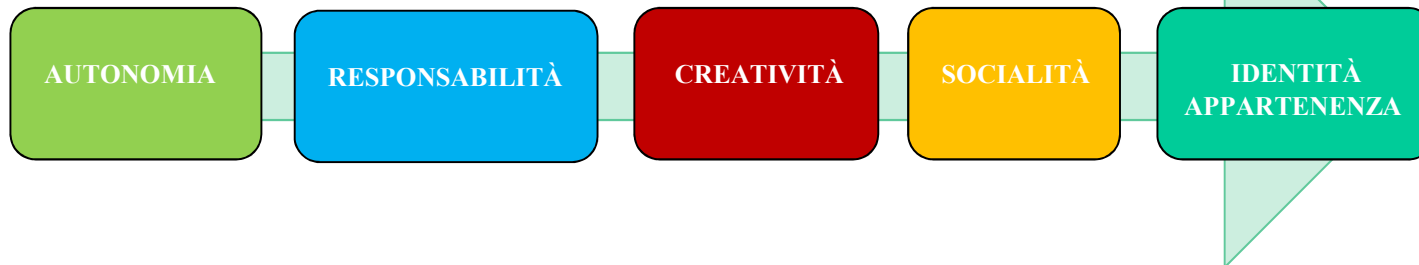 AUTONOMIA
RESPONSABILITÀ
CREATIVITÀ
SOCIALITÀ
IDENTITÀ
APPARTENENZA